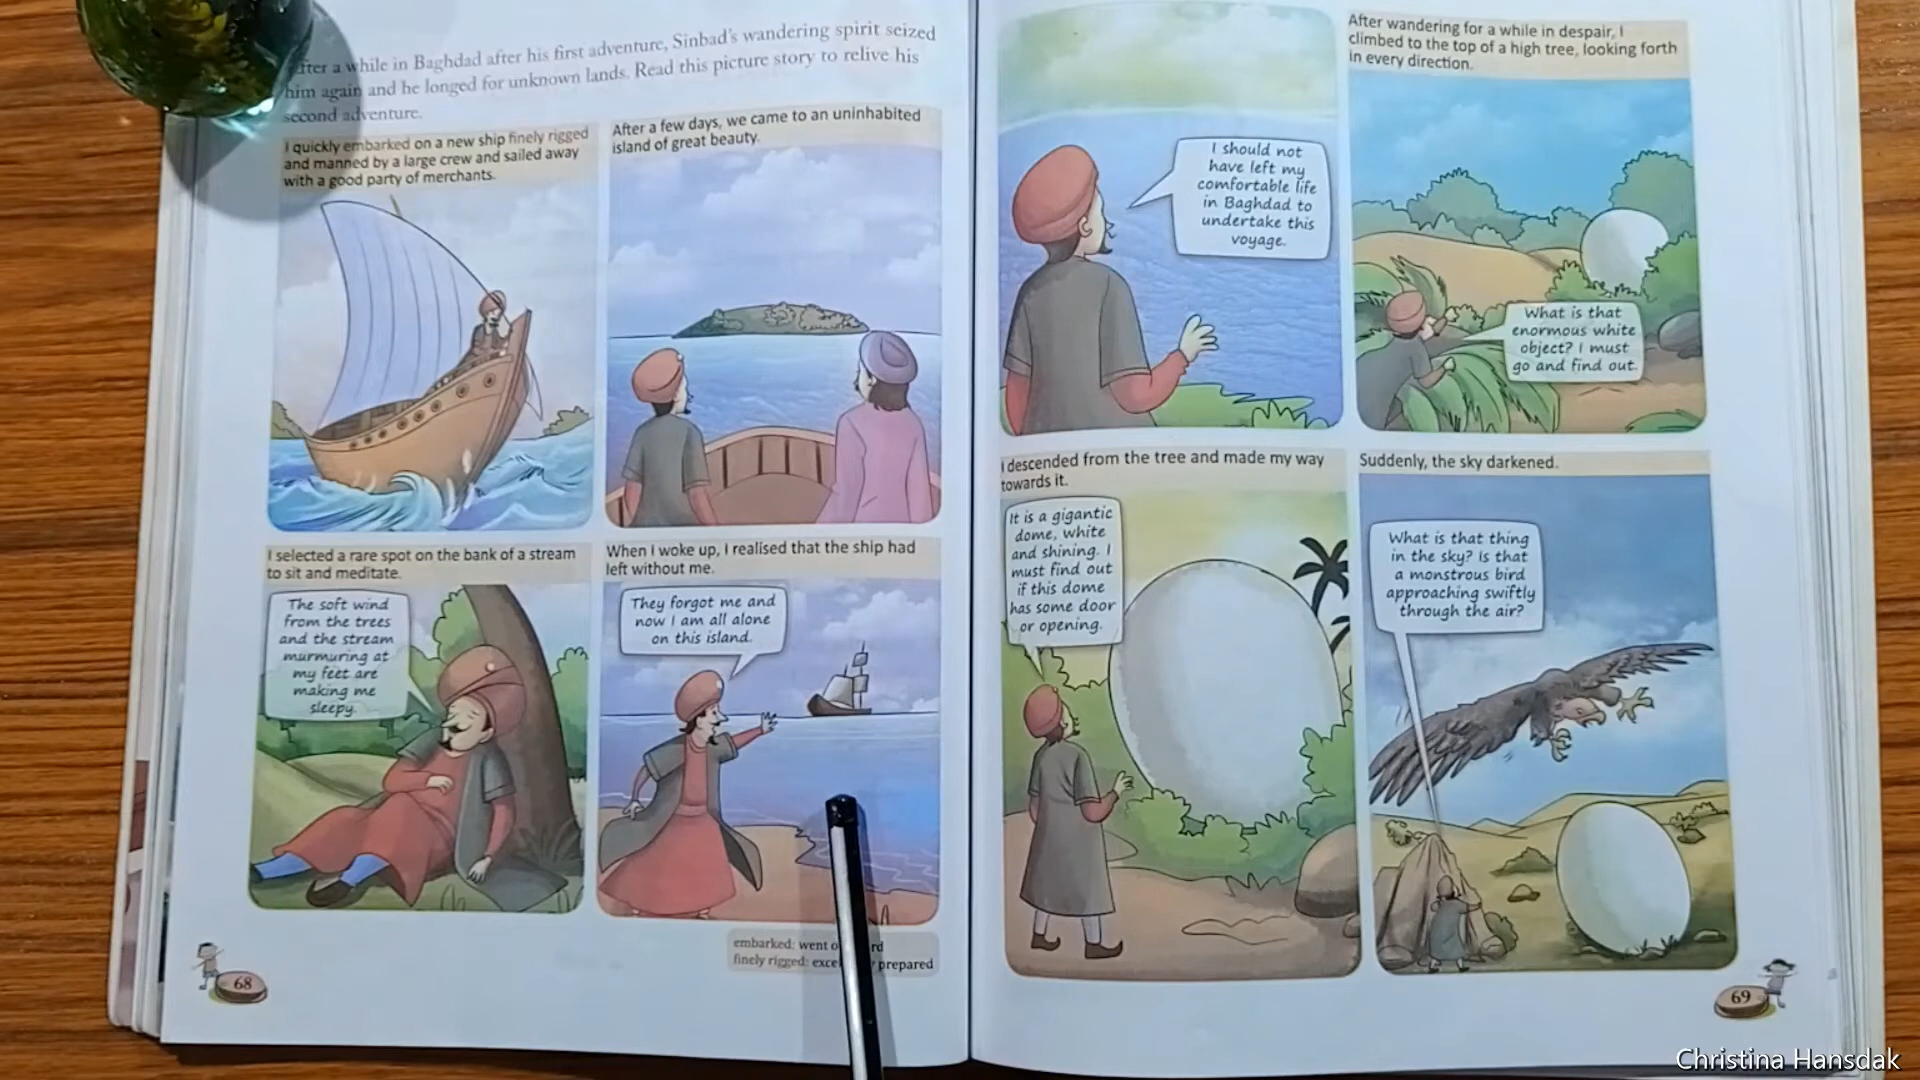 After a while in Baghdad after his first adventure, Sinbad's wandering spirit seized
him again and he longed for unknown lands. Read this picture story to relive his
second adventure.
I quickly embarked on a new ship finely rigged
and manned by a large crew and sailed away
with a good party of merchants.
After a few days, we came to an uninhabited
island of great beauty.
I selected a rare spot on the bank of a stream
to sit and meditate.
The soft wind
from the trees
and the stream
murmuring at
my feet are
making me
sleepy.
When I woke up, I realised that the ship had
left without me.
They forgot me and
now I am all alone
on this island.
embarked: went
finely rigged: prepared
68
I should not
have left my
comfortable life
in Baghdad to
undertake this
voyage.
After wandering for a while in despair, I
climbed to the top of a high tree, looking forth
in every direction.
What is that
enormous white
object? I must
go and find out.
I descended from the tree and made my way
towards it.
It is a gigantic
dome, white
and shining. I
must find out
if this dome
has some door
or opening.
Suddenly, the sky darkened.
What is that thing
in the sky? Is that
a monstrous bird
approaching swiftly
through the air?
69
Christina Hansdak